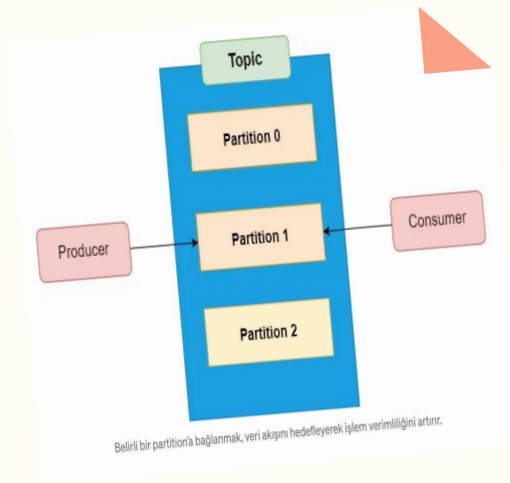 Topic
Partition 0
Partition 1
Producer
Consumer
Partition 2
Belirli bir partition'a bağlanmak, veri akışını hedefleyerek işlem verimliliğini artırır.